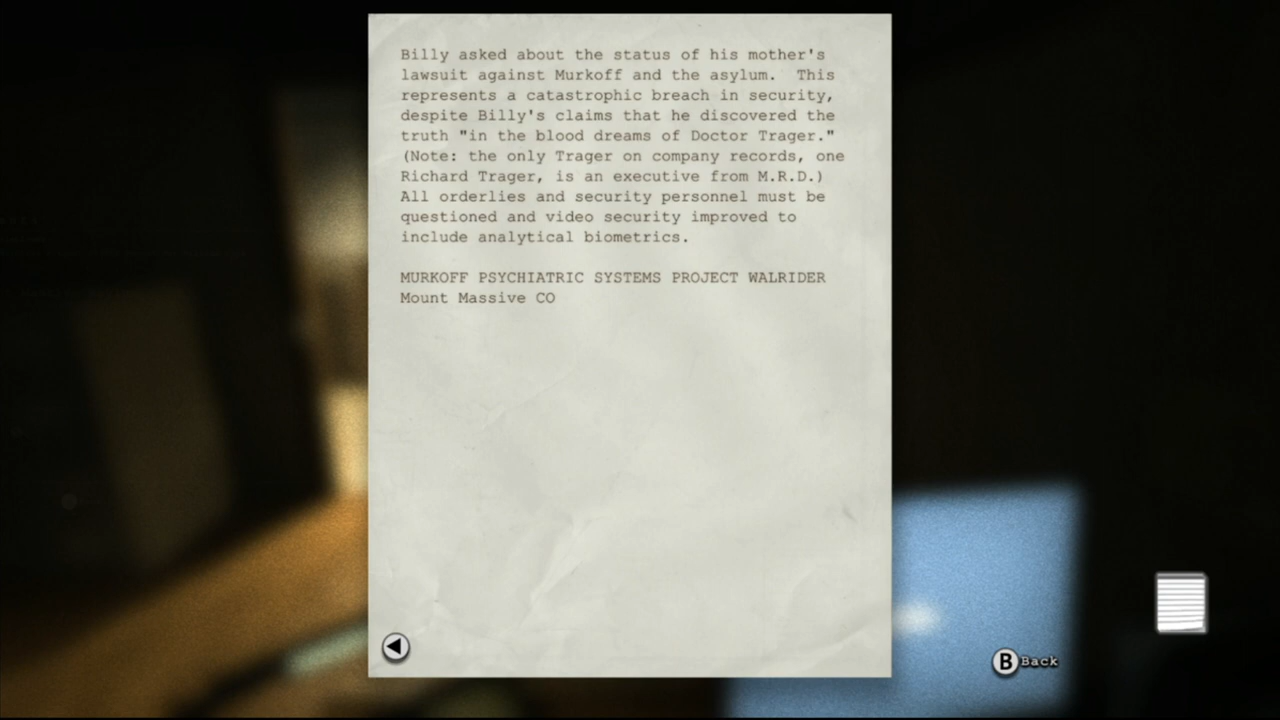 Billy asked about the status of his mother's
lawsuit against Murkoff and the asylum.  This
represents a catastrophic breach in security,
despite Billy's claims that he discovered the
truth "in the blood dreams of Doctor Trager."
(Note: the only Trager on company records, one
Richard Trager, is an executive from M.R.D.)
All orderlies and security personnel must be
questioned and video security improved to
include analytical biometrics.
MURKOFF PSYCHIATRIC SYSTEMS PROJECT WALRIDER
Mount Massive CO
B Back